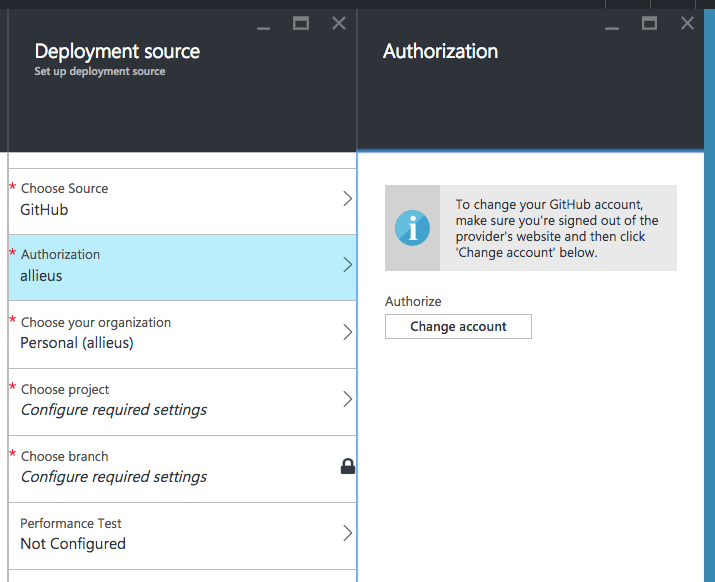 Deployment source
Set up deployment source
* Choose Source
GitHub
* Authorization
allieus
* Choose your organization
Personal (allieus)
* Choose project
Configure required settings
* Choose branch
Configure required settings
Performance Test
Not Configured
Authorization
To change your GitHub account,
make sure you're signed out of the
provider's website and then click
'Change account' below.
Authorize
Change account